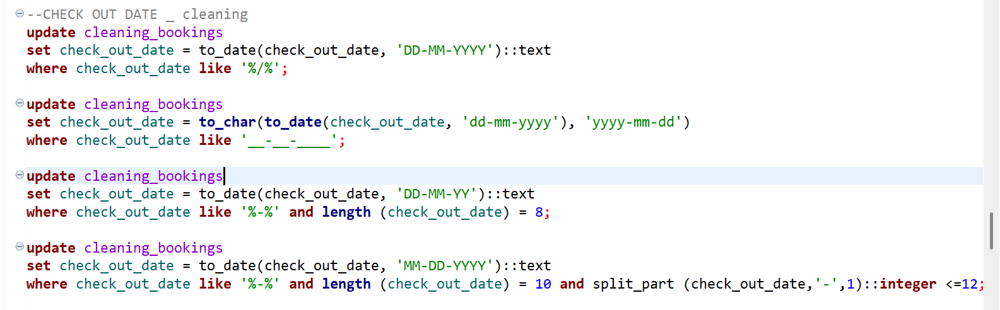 --CHECK OUT DATE _ cleaning
update cleaning_bookings
set check_out_date = to_date(check_out_date, 'DD-MM-YYYY')::text
where check_out_date like '%/%';
update cleaning_bookings
set check_out_date = to_char(to_date(check_out_date, 'dd-mm-yyyy'), 'yyyy-mm-dd')
where check_out_date like '__-__-____';
update cleaning_bookings
set check_out_date = to_date(check_out_date, 'DD-MM-YY')::text
where check_out_date like '%-%' and length (check_out_date) = 8;
update cleaning_bookings
set check_out_date = to_date(check_out_date, 'MM-DD-YYYY')::text
where check_out_date like '%-%' and length (check_out_date) = 10 and split_part (check_out_date,'-',1)::integer <=12;